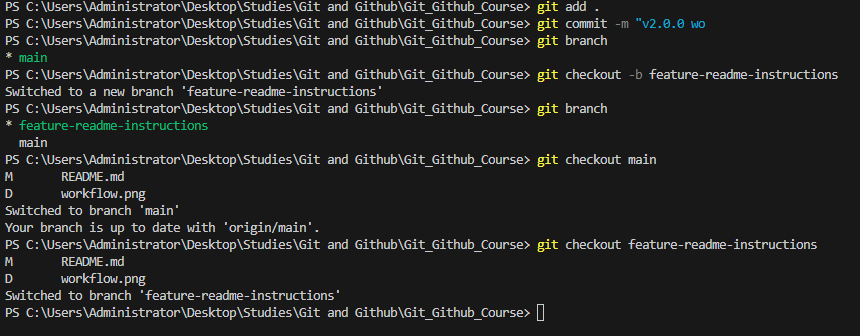 PS C:\Users\Administrator\Desktop\Studies\Git and Github\Git_Github_Course> git add .
PS C:\Users\Administrator\Desktop\Studies\Git and Github\Git_Github_Course> git commit -m "v2.0.0 wo
PS C:\Users\Administrator\Desktop\Studies\Git and Github\Git_Github_Course> git branch
* main
PS C:\Users\Administrator\Desktop\Studies\Git and Github\Git_Github_Course> git checkout -b feature-readme-instructions
Switched to a new branch 'feature-readme-instructions'
PS C:\Users\Administrator\Desktop\Studies\Git and Github\Git_Github_Course> git branch
* feature-readme-instructions
  main
PS C:\Users\Administrator\Desktop\Studies\Git and Github\Git_Github_Course> git checkout main
M       README.md
D       workflow.png
Switched to branch 'main'
Your branch is up to date with 'origin/main'.
PS C:\Users\Administrator\Desktop\Studies\Git and Github\Git_Github_Course> git checkout feature-readme-instructions
M       README.md
D       workflow.png
Switched to branch 'feature-readme-instructions'
PS C:\Users\Administrator\Desktop\Studies\Git and Github\Git_Github_Course>